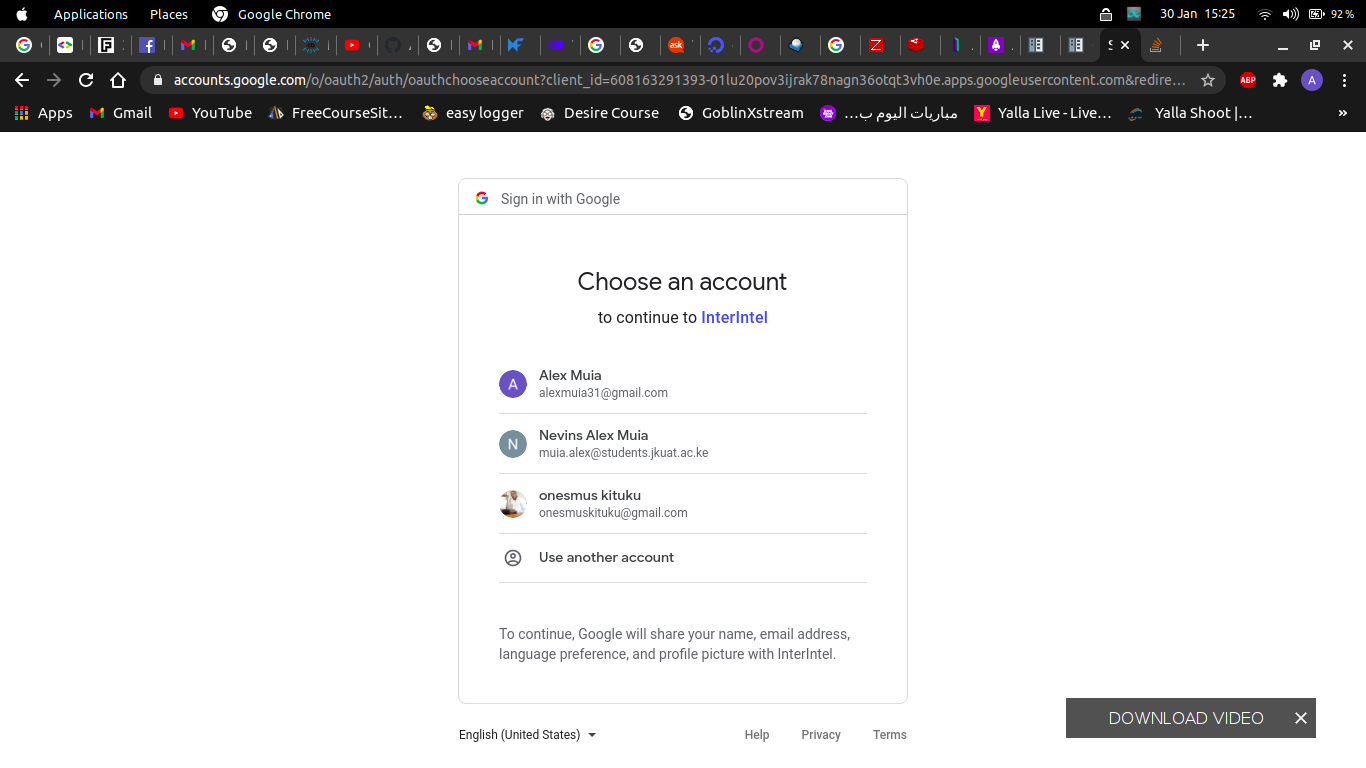 Applications Places Google Chrome 30 Jan 15:25 92 %
ask
S
accounts.google.com/o/oauth2/auth/oauthchooseaccount?client_id=608163291393-01lu20pov3ijrak78nagn36otqt3vh0e.apps.googleusercontent.com&redire... ABP A
Apps Gmail YouTube FreeCourseSit... easy logger Desire Course GoblinXstream مباريات اليوم ب... Yalla Live - Live... Yalla Shoot |... »
Sign in with Google
Choose an account
to continue to InterIntel
A Alex Muia
alexmuia31@gmail.com
N Nevins Alex Muia
muia.alex@students.jkuat.ac.ke
onesmus kituku
onesmuskituku@gmail.com
Use another account
To continue, Google will share your name, email address,
language preference, and profile picture with InterIntel.
DOWNLOAD VIDEO
English (United States) Help Privacy Terms